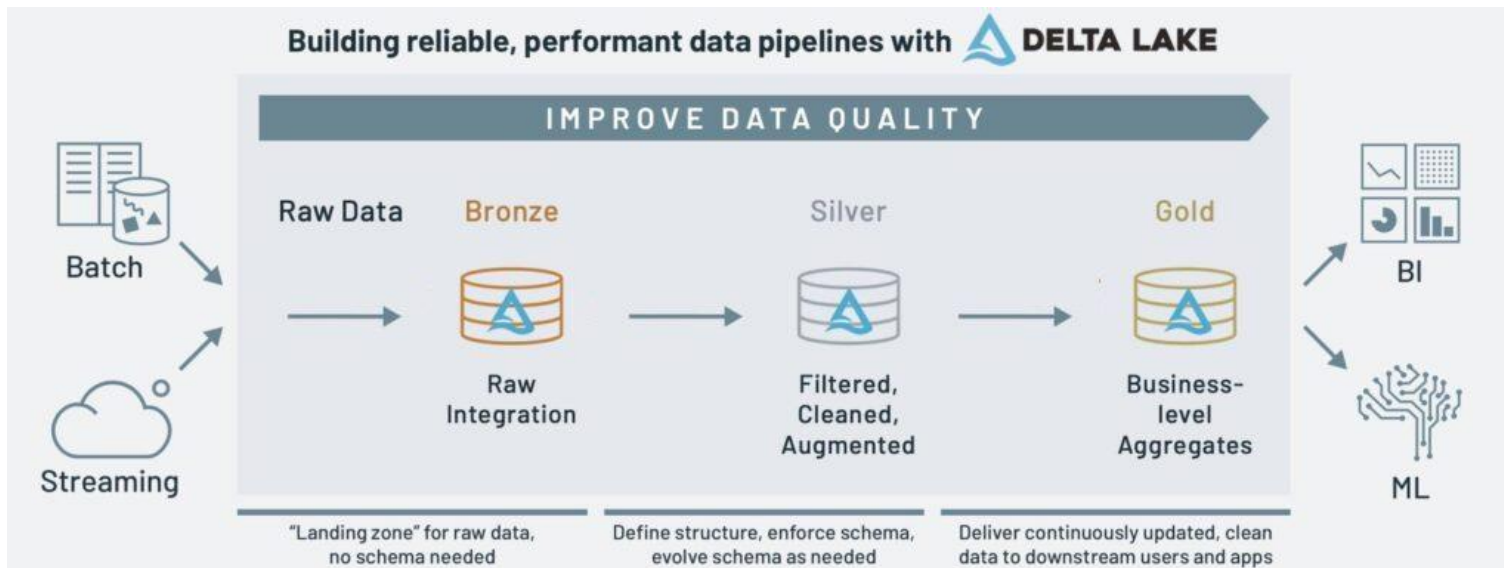 Building reliable, performant data pipelines with DELTA LAKE
IMPROVE DATA QUALITY
Batch
Streaming
Raw Data
Bronze
Silver
Gold
Raw
Integration
Filtered,
Cleaned,
Augmented
Business-
level
Aggregates
BI
ML
"Landing zone" for raw data,
no schema needed
Define structure, enforce schema,
evolve schema as needed
Deliver continuously updated, clean
data to downstream users and apps